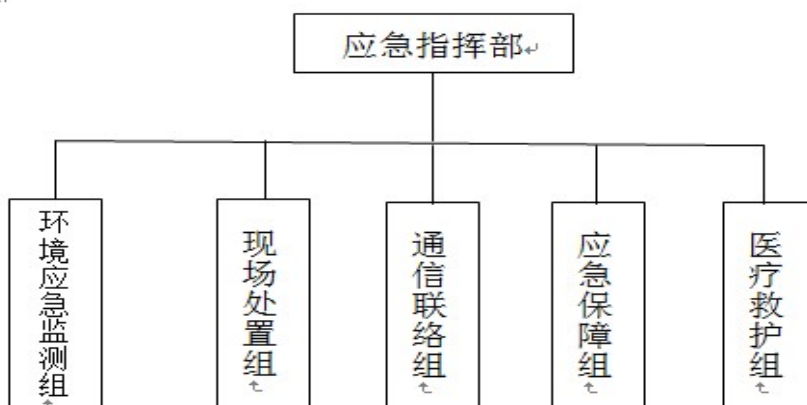 应急指挥部
环境应急监测组
现场处置组
通信联络组
应急保障组
医疗救护组